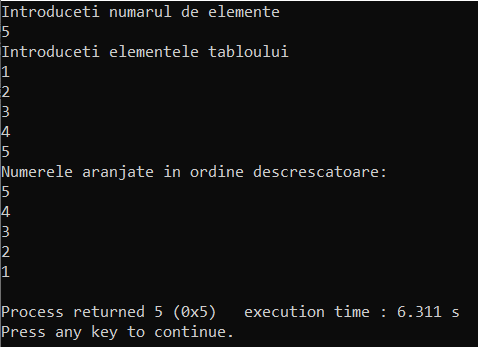 Introduceti numarul de elemente
5
Introduceti elementele tabloului
1
2
3
4
5
Numerele aranjate in ordine descrescatoare:
5
4
3
2
1
Process returned 5 (0x5)   execution time : 6.311 s
Press any key to continue.